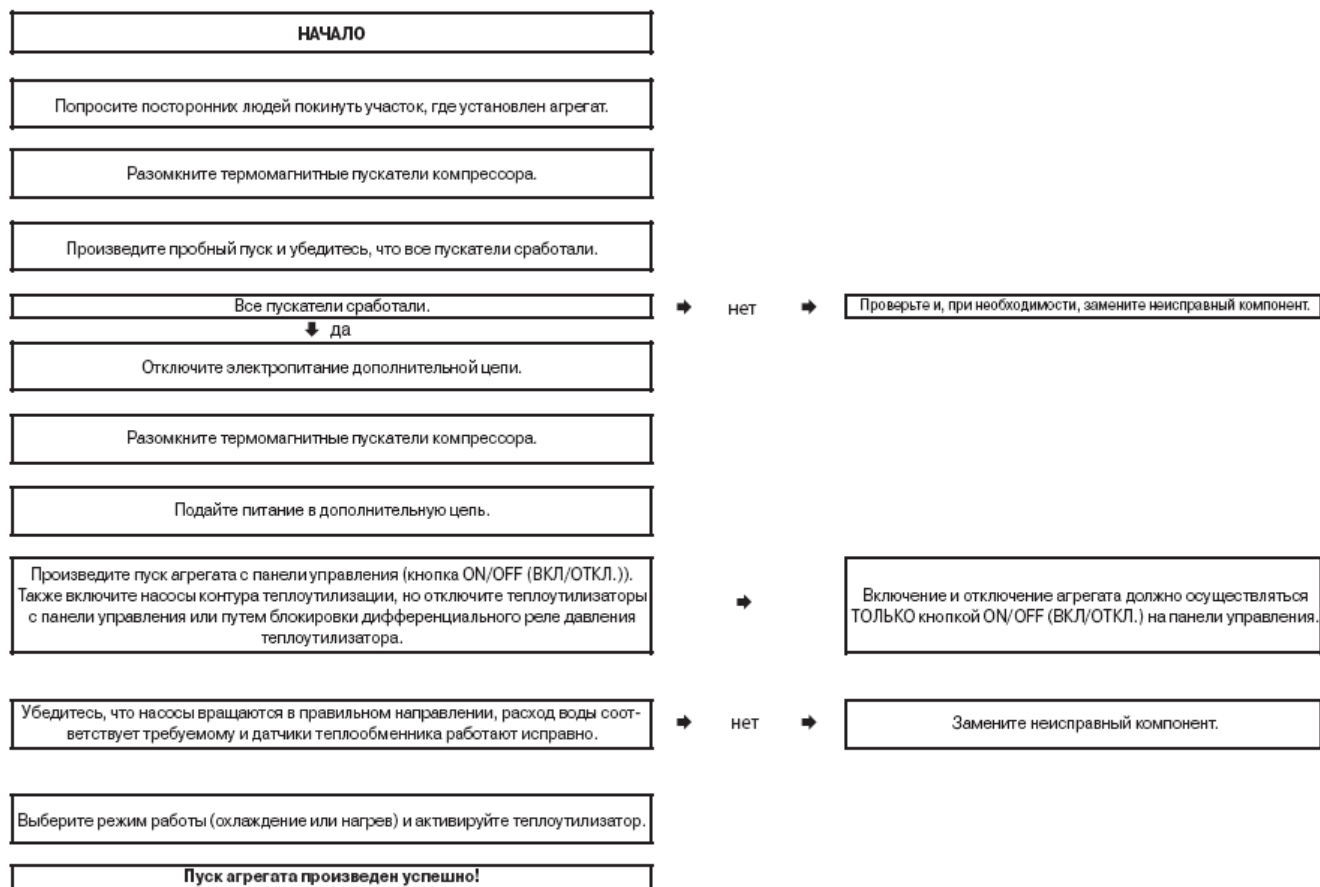 НАЧАЛО
Попросите посторонних людей покинуть участок, где установлен агрегат.
Разомкните термомагнитные пускатели компрессора.
Произведите пробный пуск и убедитесь, что все пускатели сработали.
Все пускатели сработали.
нет
Проверьте и, при необходимости, замените неисправный компонент.
да
Отключите электропитание дополнительной цепи.
Разомкните термомагнитные пускатели компрессора.
Подайте питание в дополнительную цепь.
Произведите пуск агрегата с панели управления (кнопка ON/OFF (ВКЛ/ОТКЛ.)).
Также включите насосы контура теплоутилизации, но отключите теплоутилизаторы
с панели управления или путем блокировки дифференциального реле давления
теплоутилизатора.
Включение и отключение агрегата должно осуществляться
ТОЛЬКО кнопкой ON/OFF (ВКЛ/ОТКЛ.) на панели управления.
Убедитесь, что насосы вращаются в правильном направлении, расход воды соот-
ветствует требуемому и датчики теплообменника работают исправно.
нет
Замените неисправный компонент.
Выберите режим работы (охлаждение или нагрев) и активируйте теплоутилизатор.
Пуск агрегата произведен успешно!